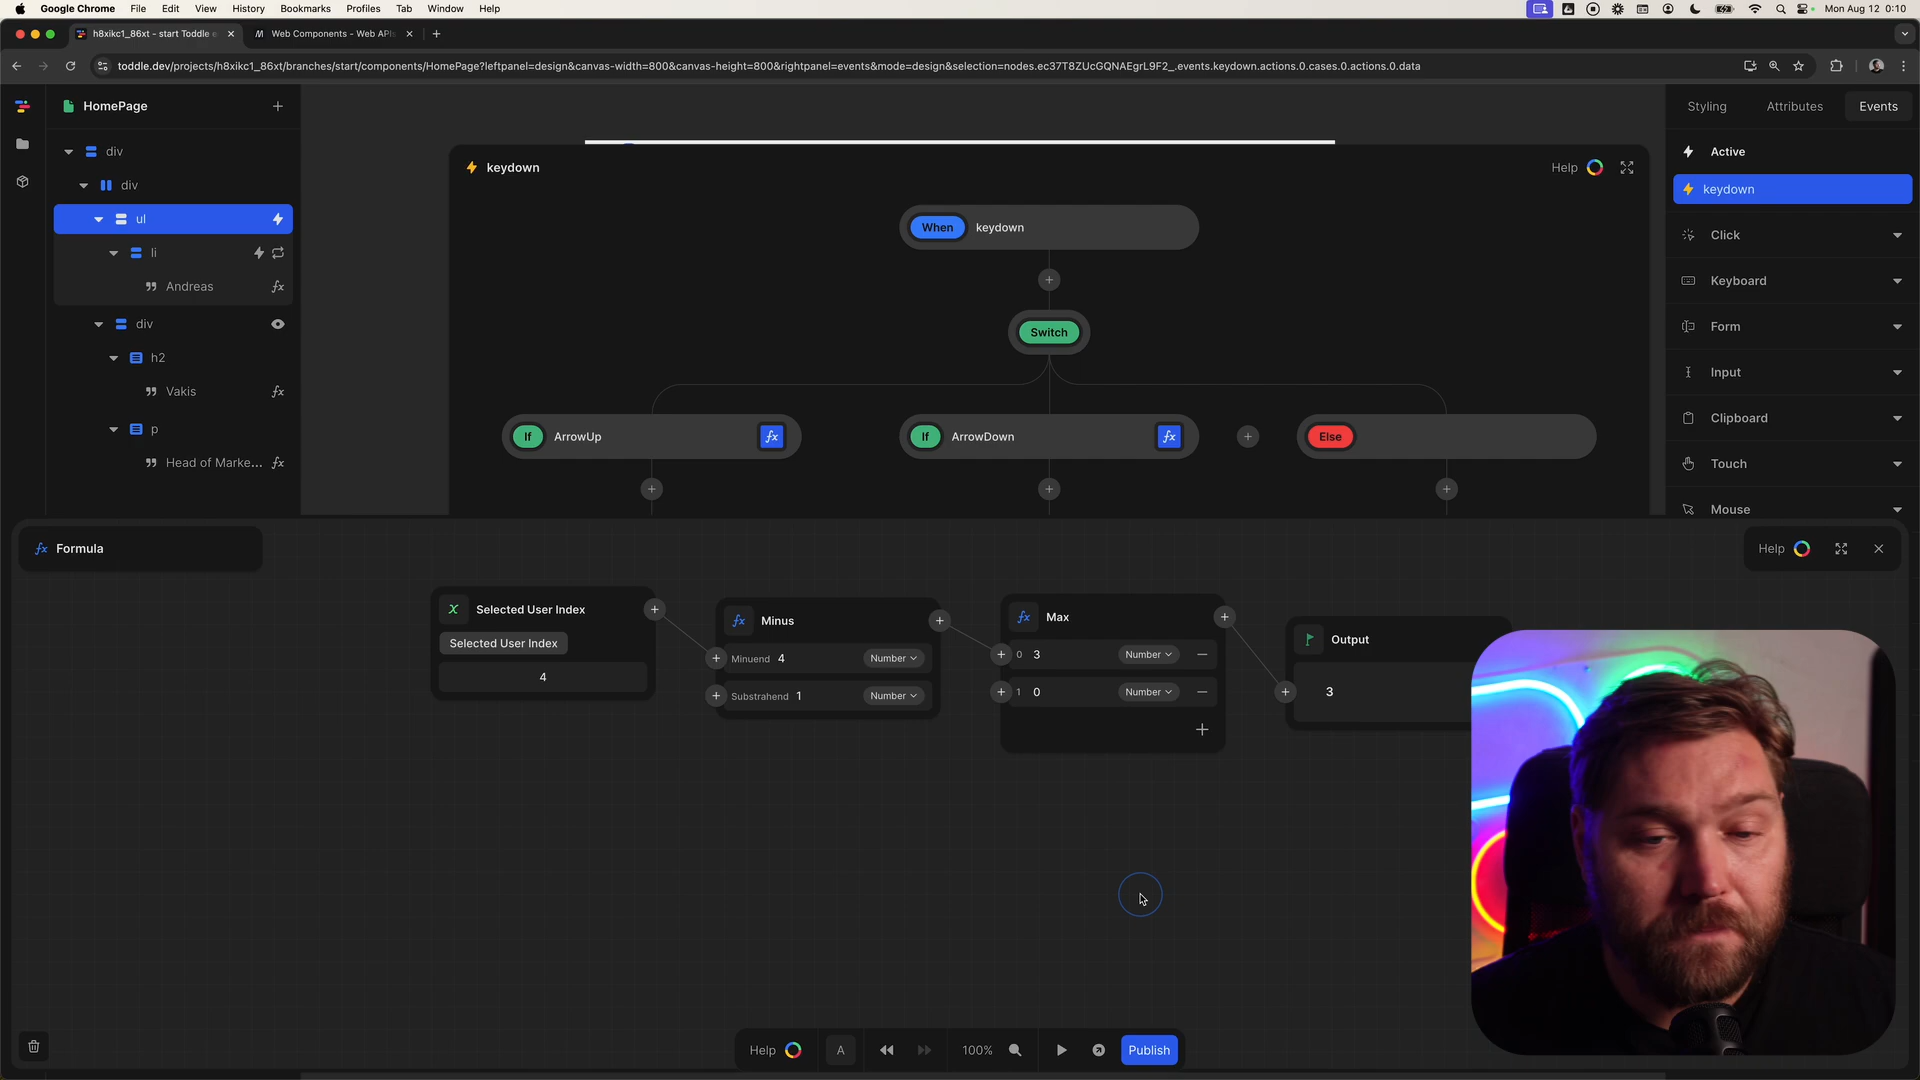 Google Chrome File Edit View History Bookmarks Profiles Tab Window Help Mon Aug 12 0:10
h8xikc1_86xt - start Toddle e
Web Components - Web APIs
toddle.dev/projects/h8xikc1_86xt/branches/start/components/HomePage?leftpanel=design&canvas-width=800&canvas-height=800&rightpanel=events&mode=design&selection=nodes.ec37T8ZUcGQNAEgrL9F2_.events.keydown.actions.0.cases.0.actions.0.data
HomePage
div
div
ul
li
Andreas
div
h2
Vakis
p
Head of Marke...
keydown
Help
When keydown
Switch
If ArrowUp fx
If ArrowDown fx
Else
Styling Attributes Events
Active
keydown
Click
Keyboard
Form
Input
Clipboard
Touch
Mouse
fx Formula
Help
Selected User Index
Selected User Index
4
fx Minus
Minuend 4 Number
Substrahend 1 Number
fx Max
0 3 Number
1 0 Number
Output
3
Help A 100% Publish